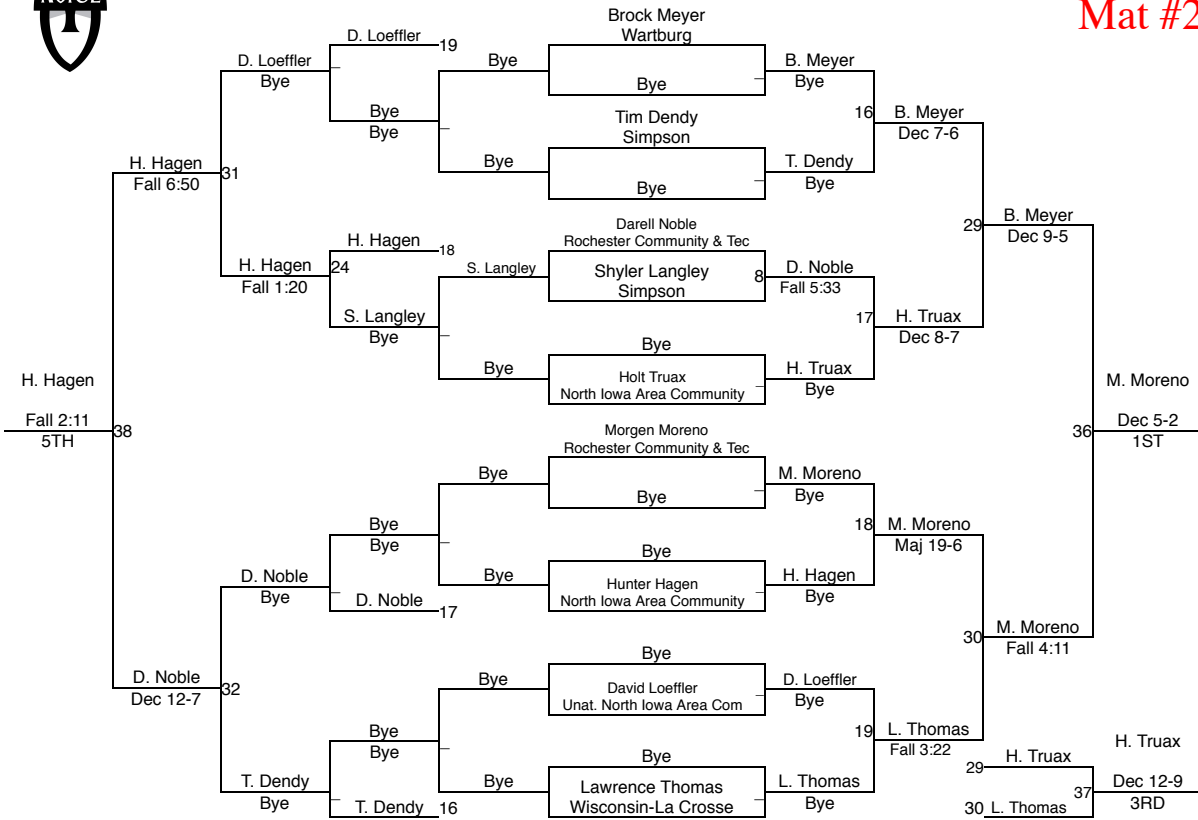 NORSE
Mat #2
Brock Meyer
Wartburg
D. Loeffler
19
D. Loeffler
Bye
Bye
B. Meyer
Bye
Bye
Bye
Bye
Tim Dendy
Simpson
16
B. Meyer
Dec 7-6
H. Hagen
Fall 6:50
31
Bye
T. Dendy
Bye
Bye
Darell Noble
Rochester Community & Tec
29
B. Meyer
Dec 9-5
H. Hagen
18
H. Hagen
Fall 1:20
24
S. Langley
Shyler Langley
Simpson
8
D. Noble
Fall 5:33
S. Langley
Bye
17
H. Truax
Dec 8-7
Bye
Bye
Holt Truax
North Iowa Area Community
H. Truax
Bye
H. Hagen
Fall 2:11
5TH
38
M. Moreno
Dec 5-2
1ST
36
Morgen Moreno
Rochester Community & Tec
Bye
Bye
M. Moreno
Bye
Bye
Bye
18
M. Moreno
Maj 19-6
Bye
Bye
Hunter Hagen
North Iowa Area Community
H. Hagen
Bye
D. Noble
Bye
D. Noble
17
30
M. Moreno
Fall 4:11
Bye
D. Noble
Dec 12-7
32
Bye
David Loeffler
Unat. North Iowa Area Com
D. Loeffler
Bye
Bye
Bye
19
L. Thomas
Fall 3:22
Bye
Bye
Lawrence Thomas
Wisconsin-La Crosse
L. Thomas
Bye
T. Dendy
Bye
T. Dendy
16
29
H. Truax
30
L. Thomas
37
H. Truax
Dec 12-9
3RD